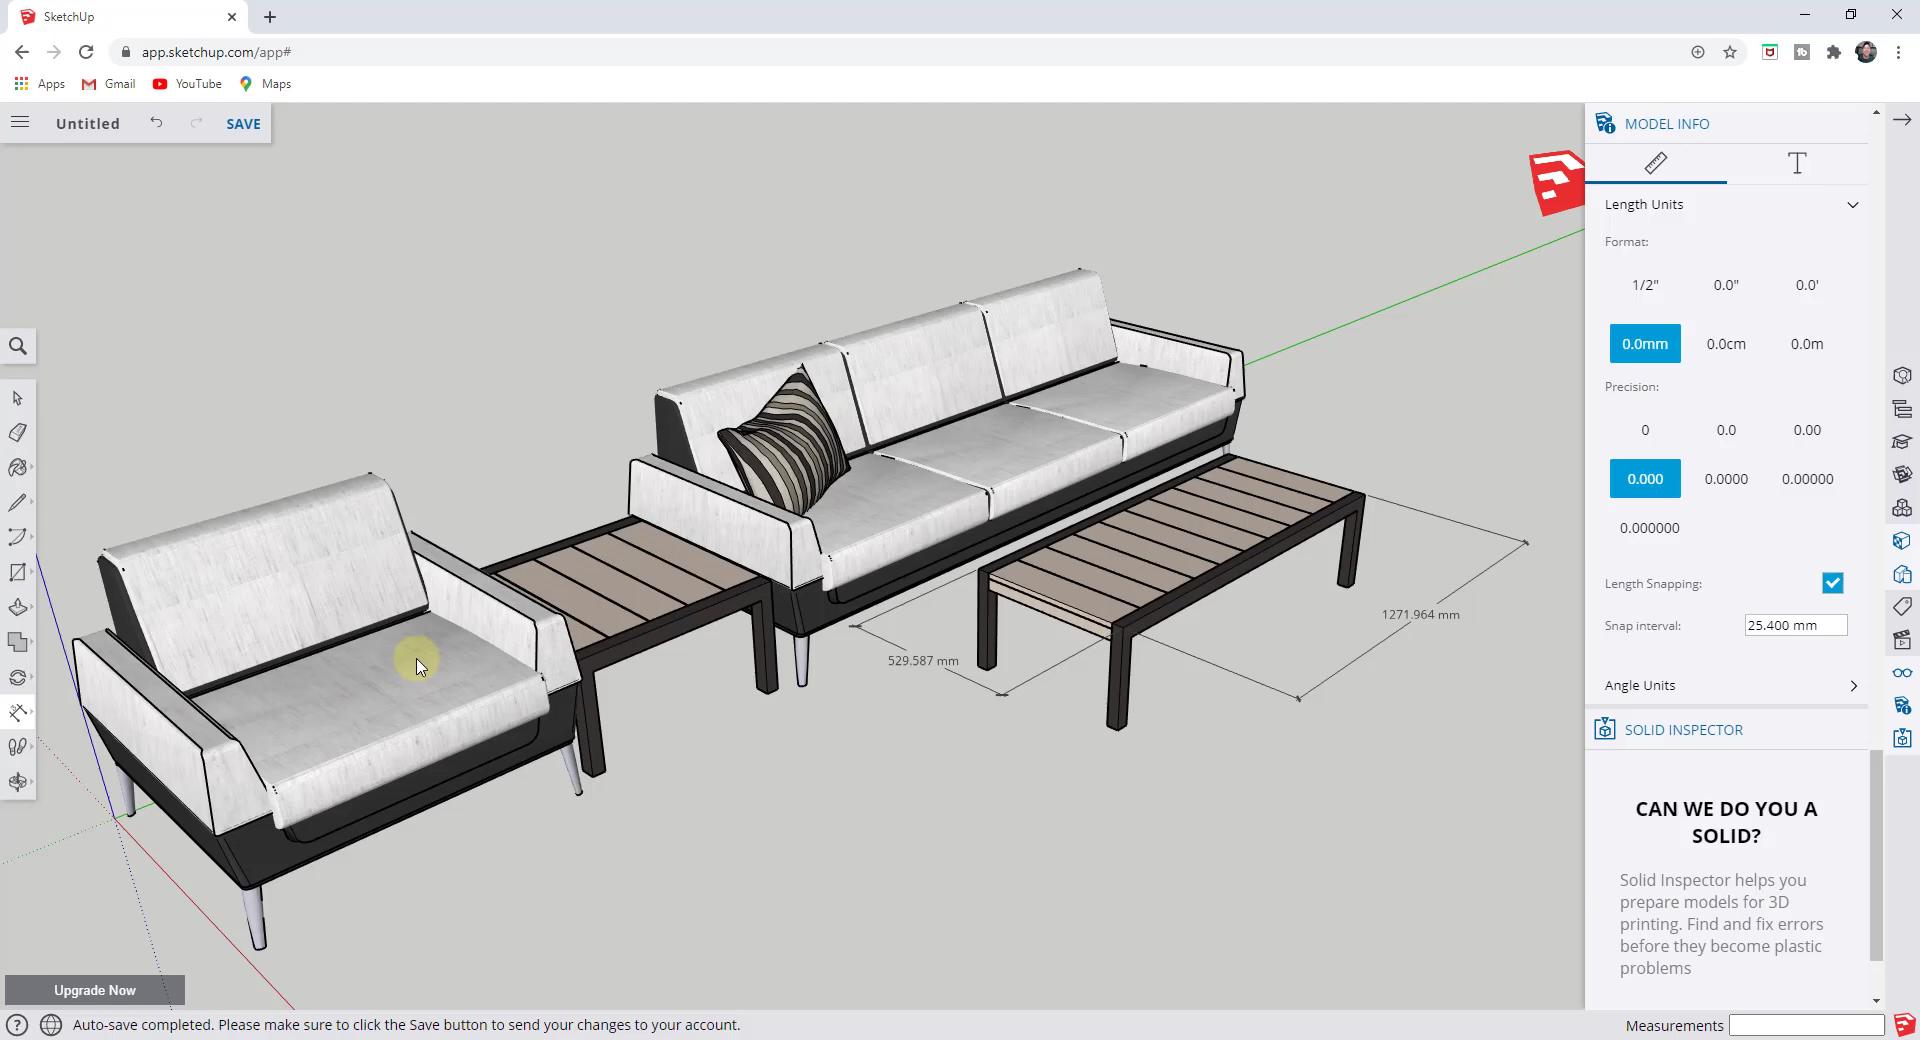 SketchUp
app.sketchup.com/app#
Apps
Gmail
YouTube
Maps
Untitled
SAVE
MODEL INFO
Length Units
Format:
1/2" 0.0" 0.0'
0.0mm 0.0cm 0.0m
Precision:
0 0.0 0.00
0.000 0.0000 0.00000
0.000000
Length Snapping:
Snap interval: 25.400 mm
Angle Units
SOLID INSPECTOR
CAN WE DO YOU A
SOLID?
Solid Inspector helps you
prepare models for 3D
printing. Find and fix errors
before they become plastic
problems
1271.964 mm
529.587 mm
Upgrade Now
Auto-save completed. Please make sure to click the Save button to send your changes to your account.
Measurements